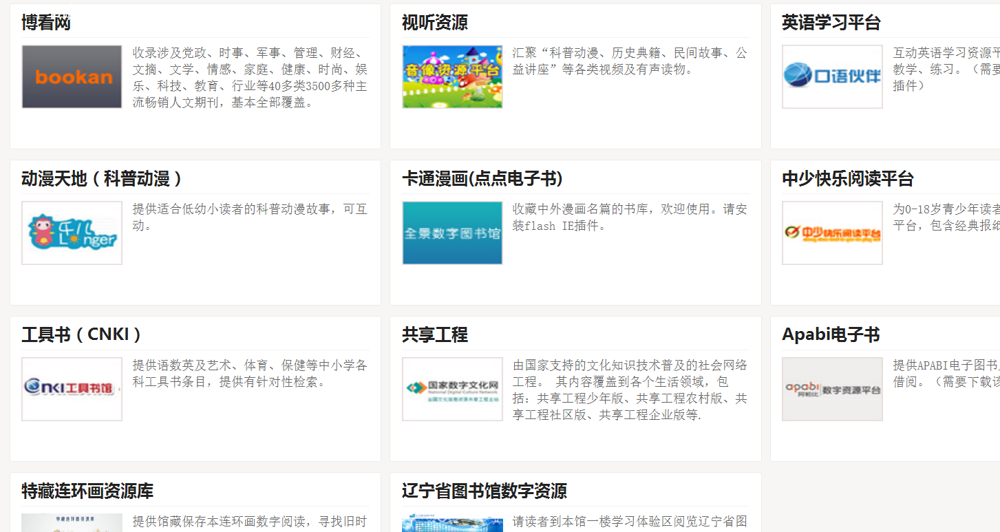 博看网
bookan
收录涉及党政、时事、军事、管理、财经、
文摘、文学、情感、家庭、健康、时尚、娱
乐、科技、教育、行业等40多类3500多种主
流畅销人文期刊，基本全部覆盖。
视听资源
音像资源平台
汇聚“科普动漫、历史典籍、民间故事、公
益讲座”等各类视频及有声读物。
英语学习平台
口语伙伴
互动英语学习资源平
教学、练习。（需要
插件）
动漫天地（科普动漫）
乐儿
Longer
提供适合低幼小读者的科普动漫故事，可互
动。
卡通漫画(点点电子书)
全景数字图书馆
收藏中外漫画名篇的书库，欢迎使用。请安
装flash IE插件。
中少快乐阅读平台
中少快乐阅读平台
为0-18岁青少年读者
平台，包含经典报纸
工具书（CNKI）
CNKI工具书馆
提供语数英及艺术、体育、保健等中小学各
科工具书条目，提供有针对性检索。
共享工程
国家数字文化网
National Digital Culture Network
全国文化信息资源共享工程主站
由国家支持的文化知识技术普及的社会网络
工程。 其内容覆盖到各个生活领域，包
括：共享工程少年版、共享工程农村版、共
享工程社区版、共享工程企业版等.
Apabi电子书
apabi
阿帕比
数字资源平台
提供APABI电子图书
借阅。（需要下载该
特藏连环画资源库
特藏连环画资源库
提供馆藏保存本连环画数字阅读，寻找旧时
辽宁省图书馆数字资源
请读者到本馆一楼学习体验区阅览辽宁省图